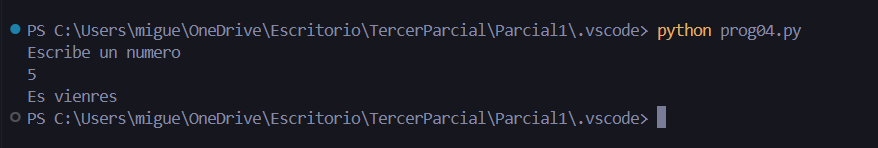 PS C:\Users\migue\OneDrive\Escritorio\TercerParcial\Parcial1\.vscode> python prog04.py
Escribe un numero
5
Es vienres
PS C:\Users\migue\OneDrive\Escritorio\TercerParcial\Parcial1\.vscode>